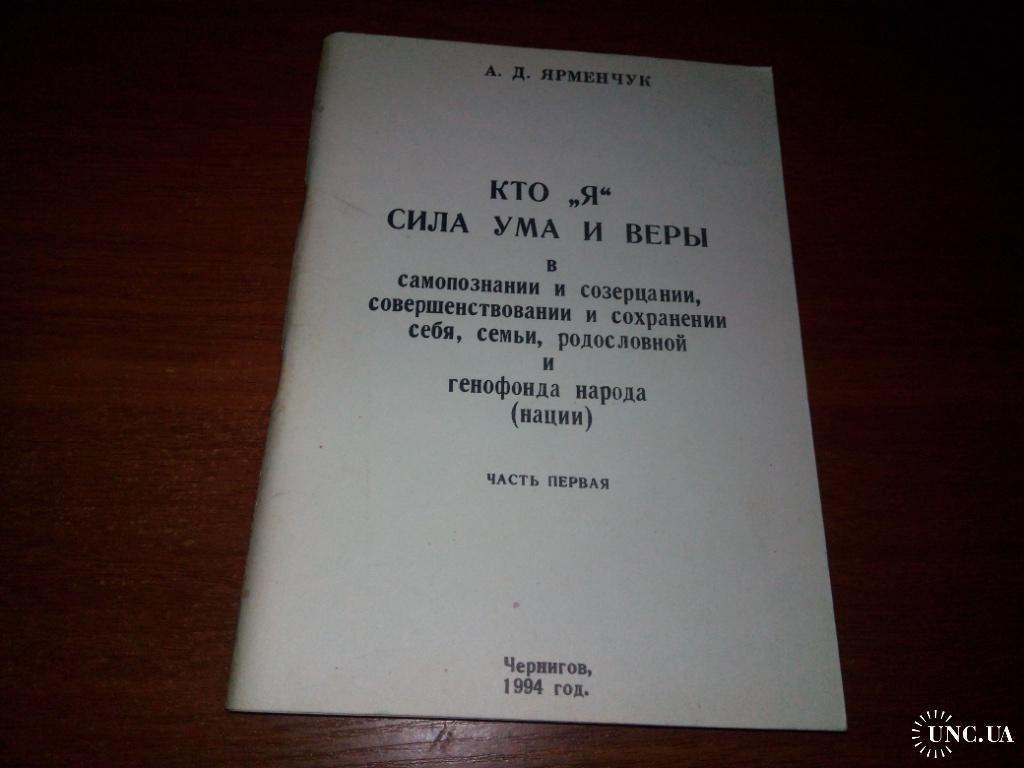 А. Д. ЯРМЕНЧУК
КТО „Я“
СИЛА УМА И ВЕРЫ
в
самопознании и созерцании,
совершенствовании и сохранении
себя, семьи, родословной
и
генофонда народа
(нации)
ЧАСТЬ ПЕРВАЯ
Чернигов,
1994 год.
UNC.UA